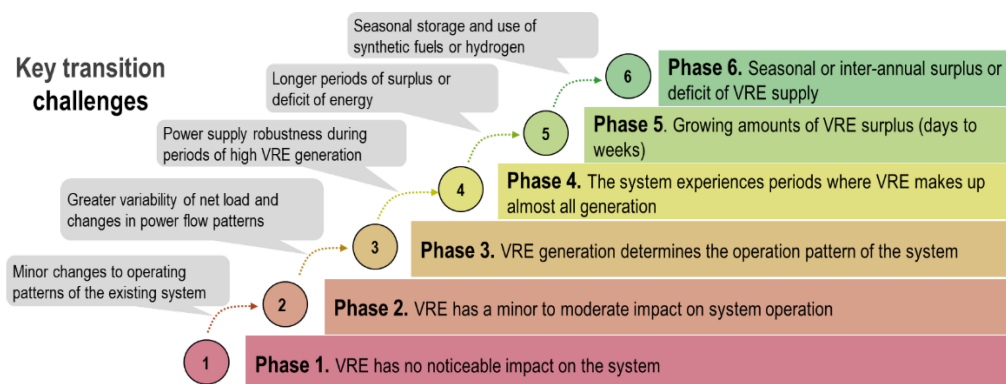 Key transition
challenges
Seasonal storage and use of
synthetic fuels or hydrogen
6
Phase 6. Seasonal or inter-annual surplus or
deficit of VRE supply
Longer periods of surplus or
deficit of energy
5
Phase 5. Growing amounts of VRE surplus (days to
weeks)
Power supply robustness during
periods of high VRE generation
4
Phase 4. The system experiences periods where VRE makes up
almost all generation
Greater variability of net load and
changes in power flow patterns
3
Phase 3. VRE generation determines the operation pattern of the system
Minor changes to operating
patterns of the existing system
2
Phase 2. VRE has a minor to moderate impact on system operation
1
Phase 1. VRE has no noticeable impact on the system